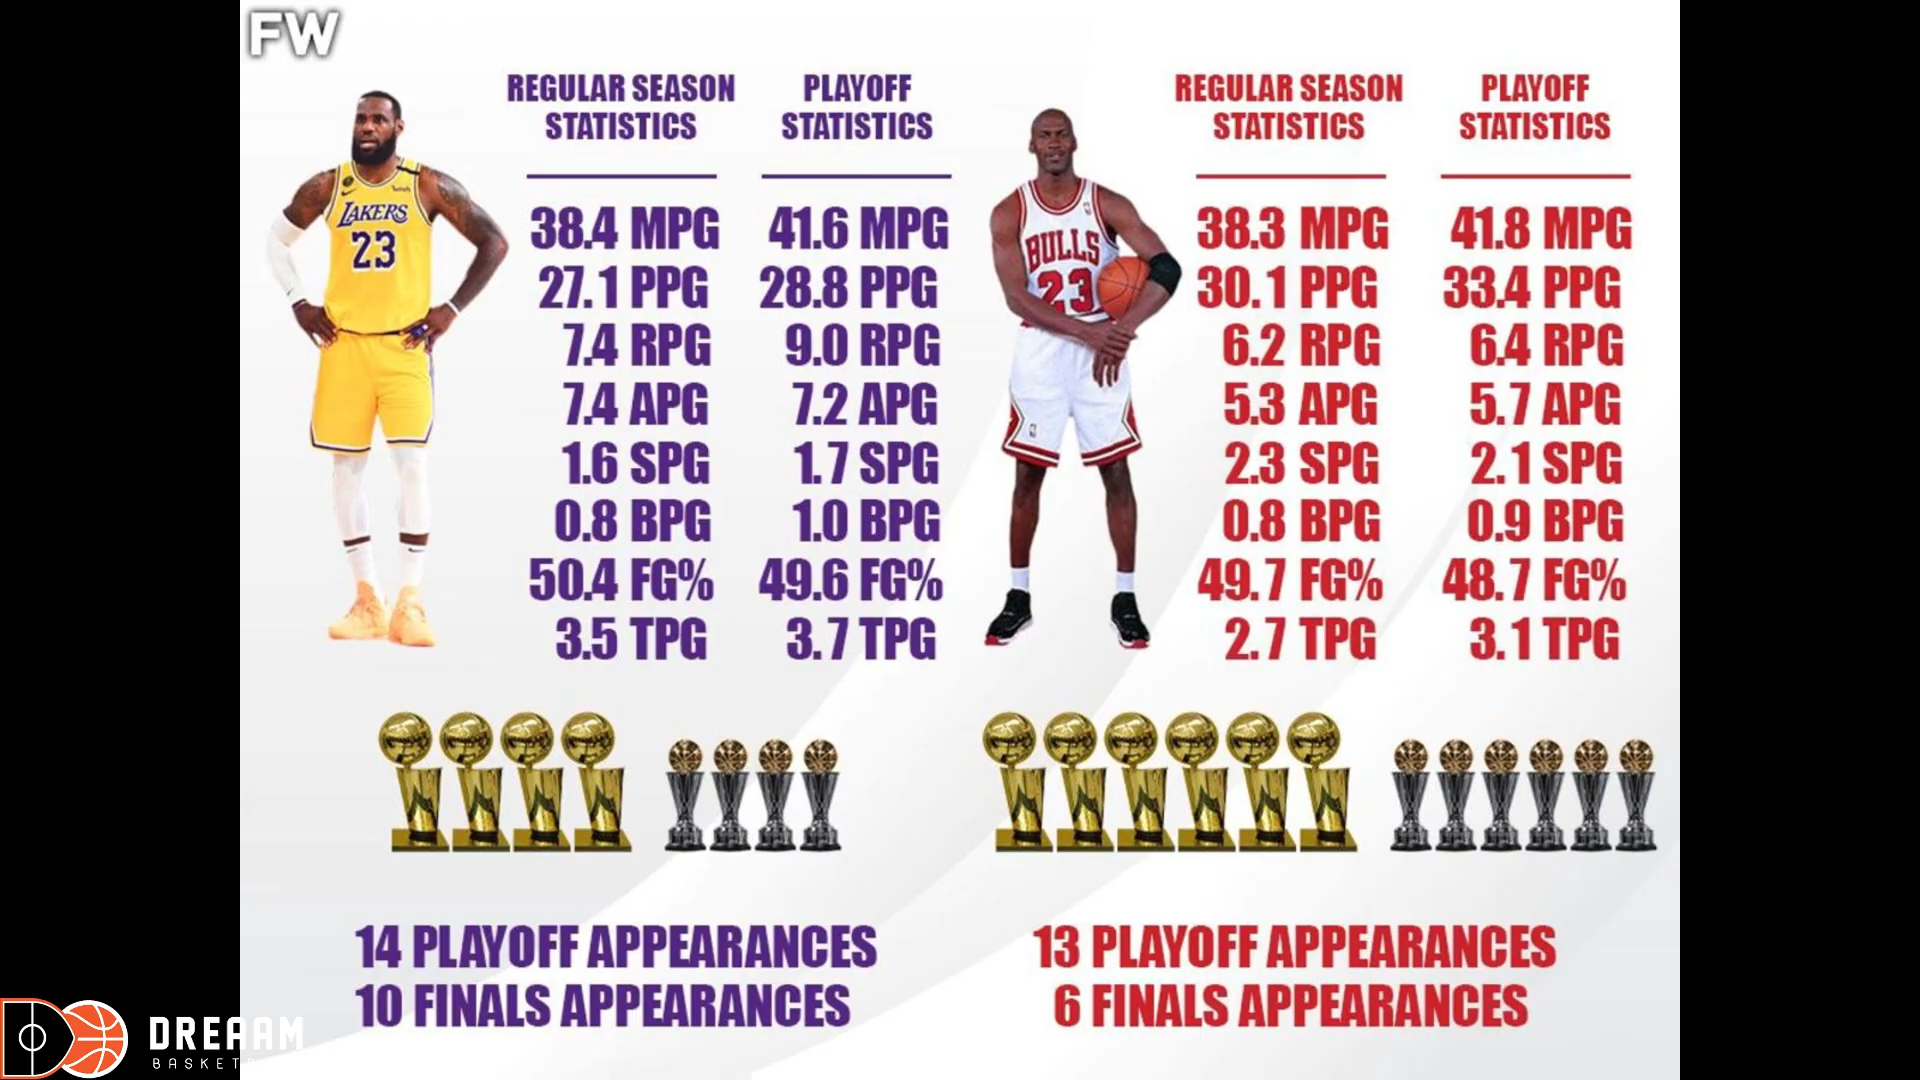 FW
REGULAR SEASON
STATISTICS
PLAYOFF
STATISTICS
38.4 MPG 41.6 MPG
27.1 PPG 28.8 PPG
7.4 RPG 9.0 RPG
7.4 APG 7.2 APG
1.6 SPG 1.7 SPG
0.8 BPG 1.0 BPG
50.4 FG% 49.6 FG%
3.5 TPG 3.7 TPG
LAKERS
23
14 PLAYOFF APPEARANCES
10 FINALS APPEARANCES
REGULAR SEASON
STATISTICS
PLAYOFF
STATISTICS
38.3 MPG 41.8 MPG
30.1 PPG 33.4 PPG
6.2 RPG 6.4 RPG
5.3 APG 5.7 APG
2.3 SPG 2.1 SPG
0.8 BPG 0.9 BPG
49.7 FG% 48.7 FG%
2.7 TPG 3.1 TPG
BULLS
23
13 PLAYOFF APPEARANCES
6 FINALS APPEARANCES
DREAAM
BASKET